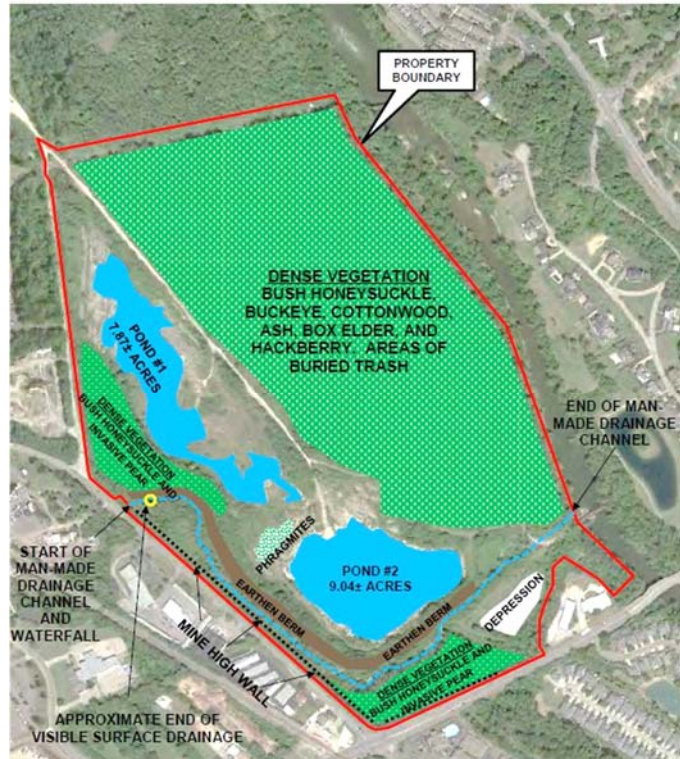 PROPERTY
BOUNDARY
DENSE VEGETATION
BUSH HONEYSUCKLE,
BUCKEYE, COTTONWOOD,
ASH, BOX ELDER, AND
HACKBERRY. AREAS OF
BURIED TRASH
POND #1
7.87± ACRES
DENSE VEGETATION
BUSH HONEYSUCKLE AND
INVASIVE PEAR
END OF MAN-
MADE DRAINAGE
CHANNEL
PHRAGMITES
POND #2
9.04± ACRES
START OF
MAN-MADE
DRAINAGE
CHANNEL
AND
WATERFALL
EARTHEN BERM
EARTHEN BERM
DEPRESSION
MINE HIGH WALL
DENSE VEGETATION
BUSH HONEYSUCKLE AND
INVASIVE PEAR
APPROXIMATE END OF
VISIBLE SURFACE DRAINAGE